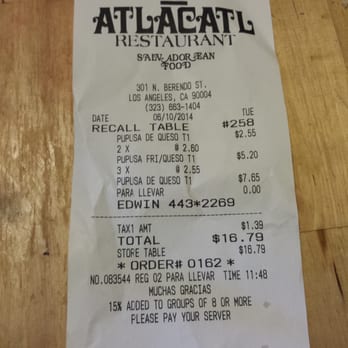 ATLACATL
RESTAURANT
SALVADOREAN
FOOD
301 N. BERENDO ST.
LOS ANGELES, CA 90004
(323) 663-1404
DATE 06/10/2014 TUE
RECALL TABLE #258
PUPUSA DE QUESO T1 $2.55
2 X @ 2.60
PUPUSA FRI/QUESO T1 $5.20
3 X @ 2.55
PUPUSA DE QUESO T1 $7.65
PARA LLEVAR 0.00
EDWIN 443*2269
TAX1 AMT $1.39
TOTAL $16.79
STORE TABLE $16.79
* ORDER# 0162 *
NO.083544 REG 02 PARA LLEVAR TIME 11:48
MUCHAS GRACIAS
15% ADDED TO GROUPS OF 8 OR MORE
PLEASE PAY YOUR SERVER